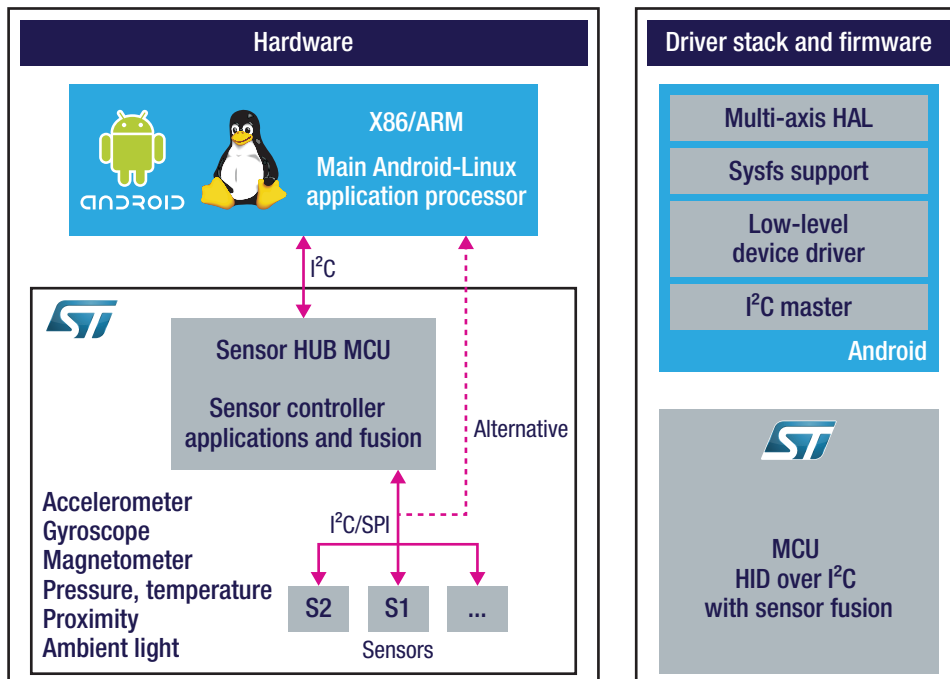 Hardware
ANDROID
X86/ARM
Main Android-Linux
application processor
I²C
ST
Sensor HUB MCU
Sensor controller
applications and fusion
Alternative
Accelerometer
Gyroscope
Magnetometer
Pressure, temperature
Proximity
Ambient light
I²C/SPI
S2
S1
...
Sensors
Driver stack and firmware
Multi-axis HAL
Sysfs support
Low-level
device driver
I²C master
Android
ST
MCU
HID over I²C
with sensor fusion